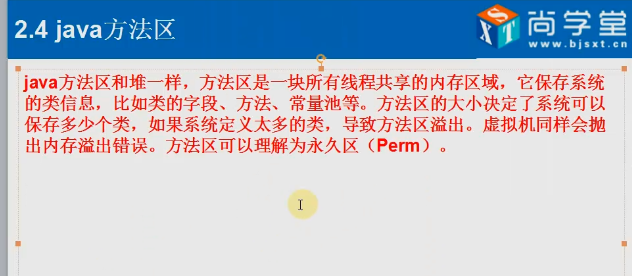 2.4 java方法区
SXT
尚学堂
www.bjsxt.com
java方法区和堆一样，方法区是一块所有线程共享的内存区域，它保存系统
的类信息，比如类的字段、方法、常量池等。方法区的大小决定了系统可以
保存多少个类，如果系统定义太多的类，导致方法区溢出。虚拟机同样会抛
出内存溢出错误。方法区可以理解为永久区（Perm）。